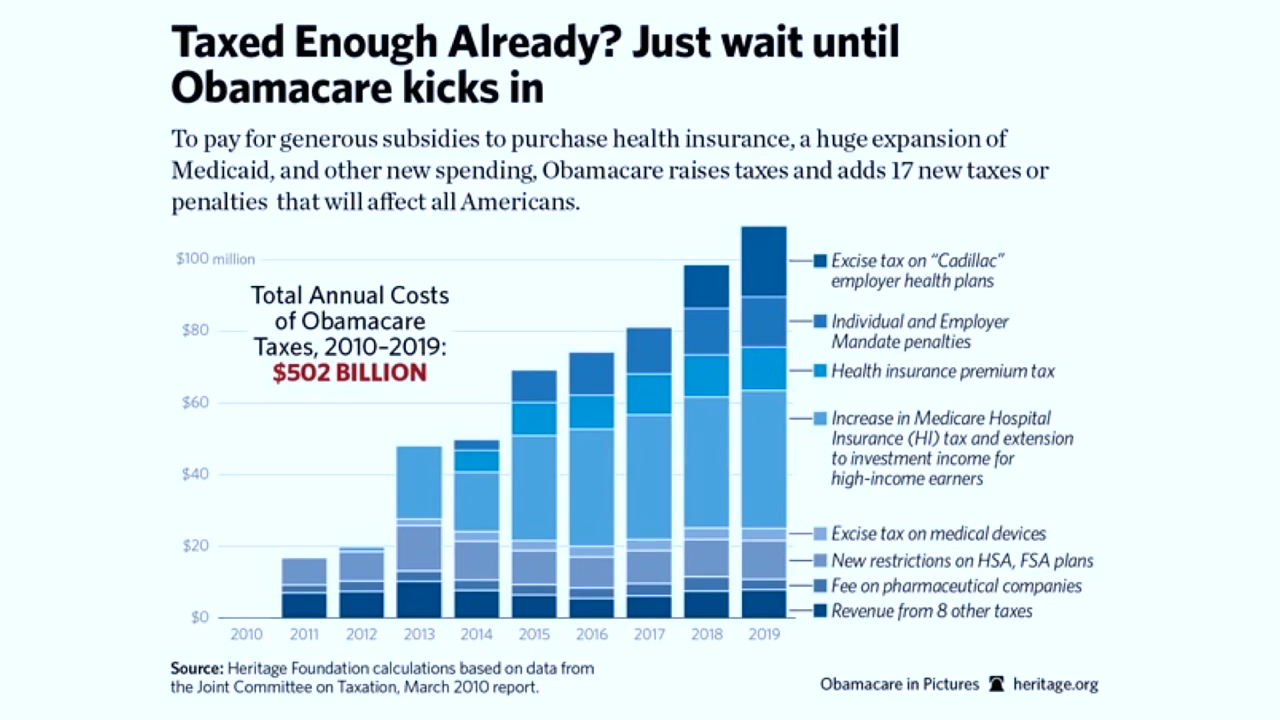 Taxed Enough Already? Just wait until
Obamacare kicks in
To pay for generous subsidies to purchase health insurance, a huge expansion of
Medicaid, and other new spending, Obamacare raises taxes and adds 17 new taxes or
penalties that will affect all Americans.
$100 million
$80
$60
$40
$20
$0
Total Annual Costs
of Obamacare
Taxes, 2010–2019:
$502 BILLION
Excise tax on “Cadillac”
employer health plans
Individual and Employer
Mandate penalties
Health insurance premium tax
Increase in Medicare Hospital
Insurance (HI) tax and extension
to investment income for
high-income earners
Excise tax on medical devices
New restrictions on HSA, FSA plans
Fee on pharmaceutical companies
Revenue from 8 other taxes
2010 2011 2012 2013 2014 2015 2016 2017 2018 2019
Source: Heritage Foundation calculations based on data from
the Joint Committee on Taxation, March 2010 report.
Obamacare in Pictures heritage.org